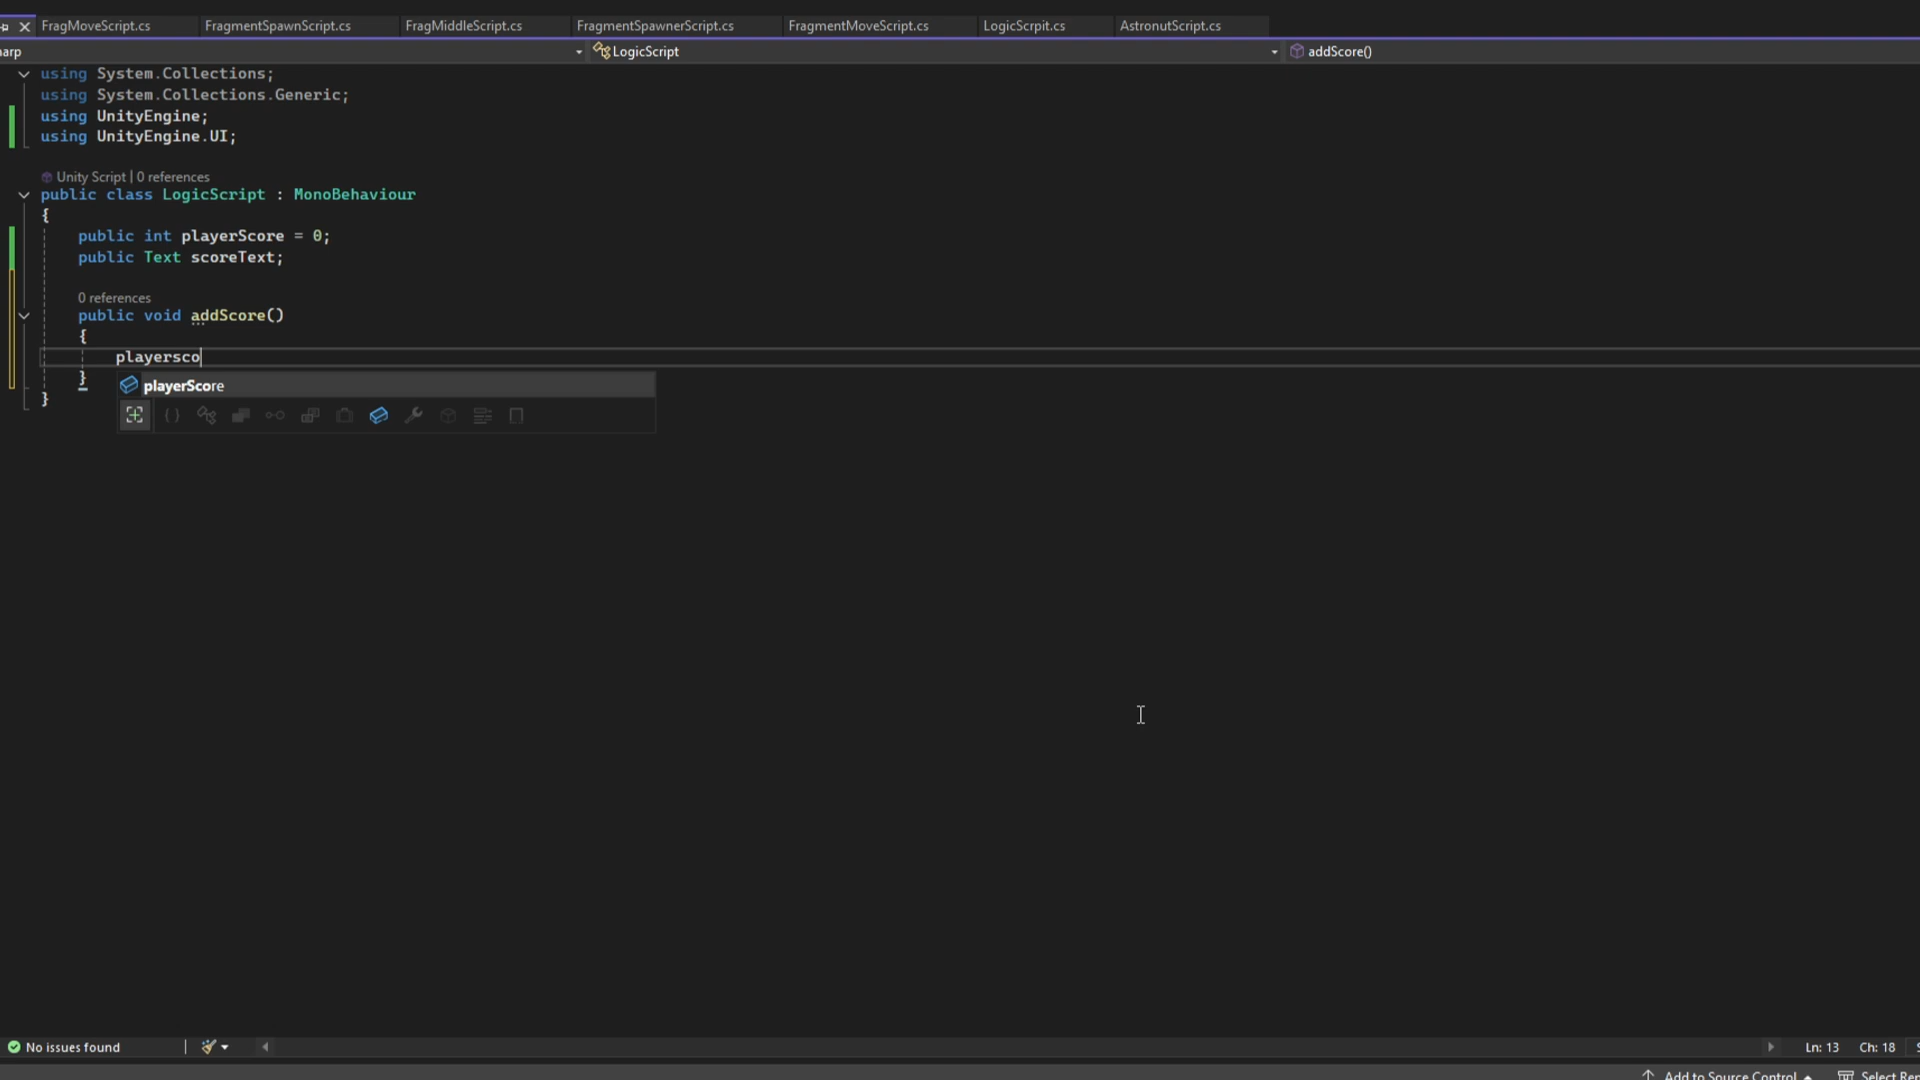 FragMoveScript.cs FragmentSpawnScript.cs FragMiddleScript.cs FragmentSpawnerScript.cs FragmentMoveScript.cs LogicScrpit.cs AstronutScript.cs
harp LogicScript addScore()
using System.Collections;
using System.Collections.Generic;
using UnityEngine;
using UnityEngine.UI;
Unity Script | 0 references
public class LogicScript : MonoBehaviour
{
public int playerScore = 0;
public Text scoreText;
0 references
public void addScore()
{
playersco
}
playerScore
}
No issues found Ln: 13 Ch: 18
Add to Source Control Select Rep